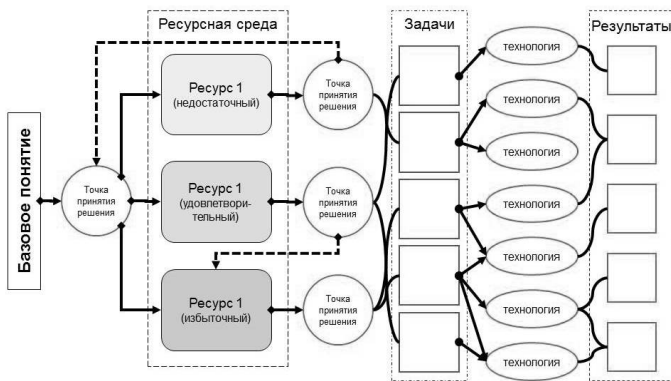 Ресурсная среда
Задачи
Результаты
Базовое понятие
Точка
принятия
решения
Ресурс 1
(недостаточный)
Точка
принятия
решения
Ресурс 1
(удовлетвори-
тельный)
Точка
принятия
решения
Ресурс 1
(избыточный)
Точка
принятия
решения
технология
технология
технология
технология
технология
технология
технология